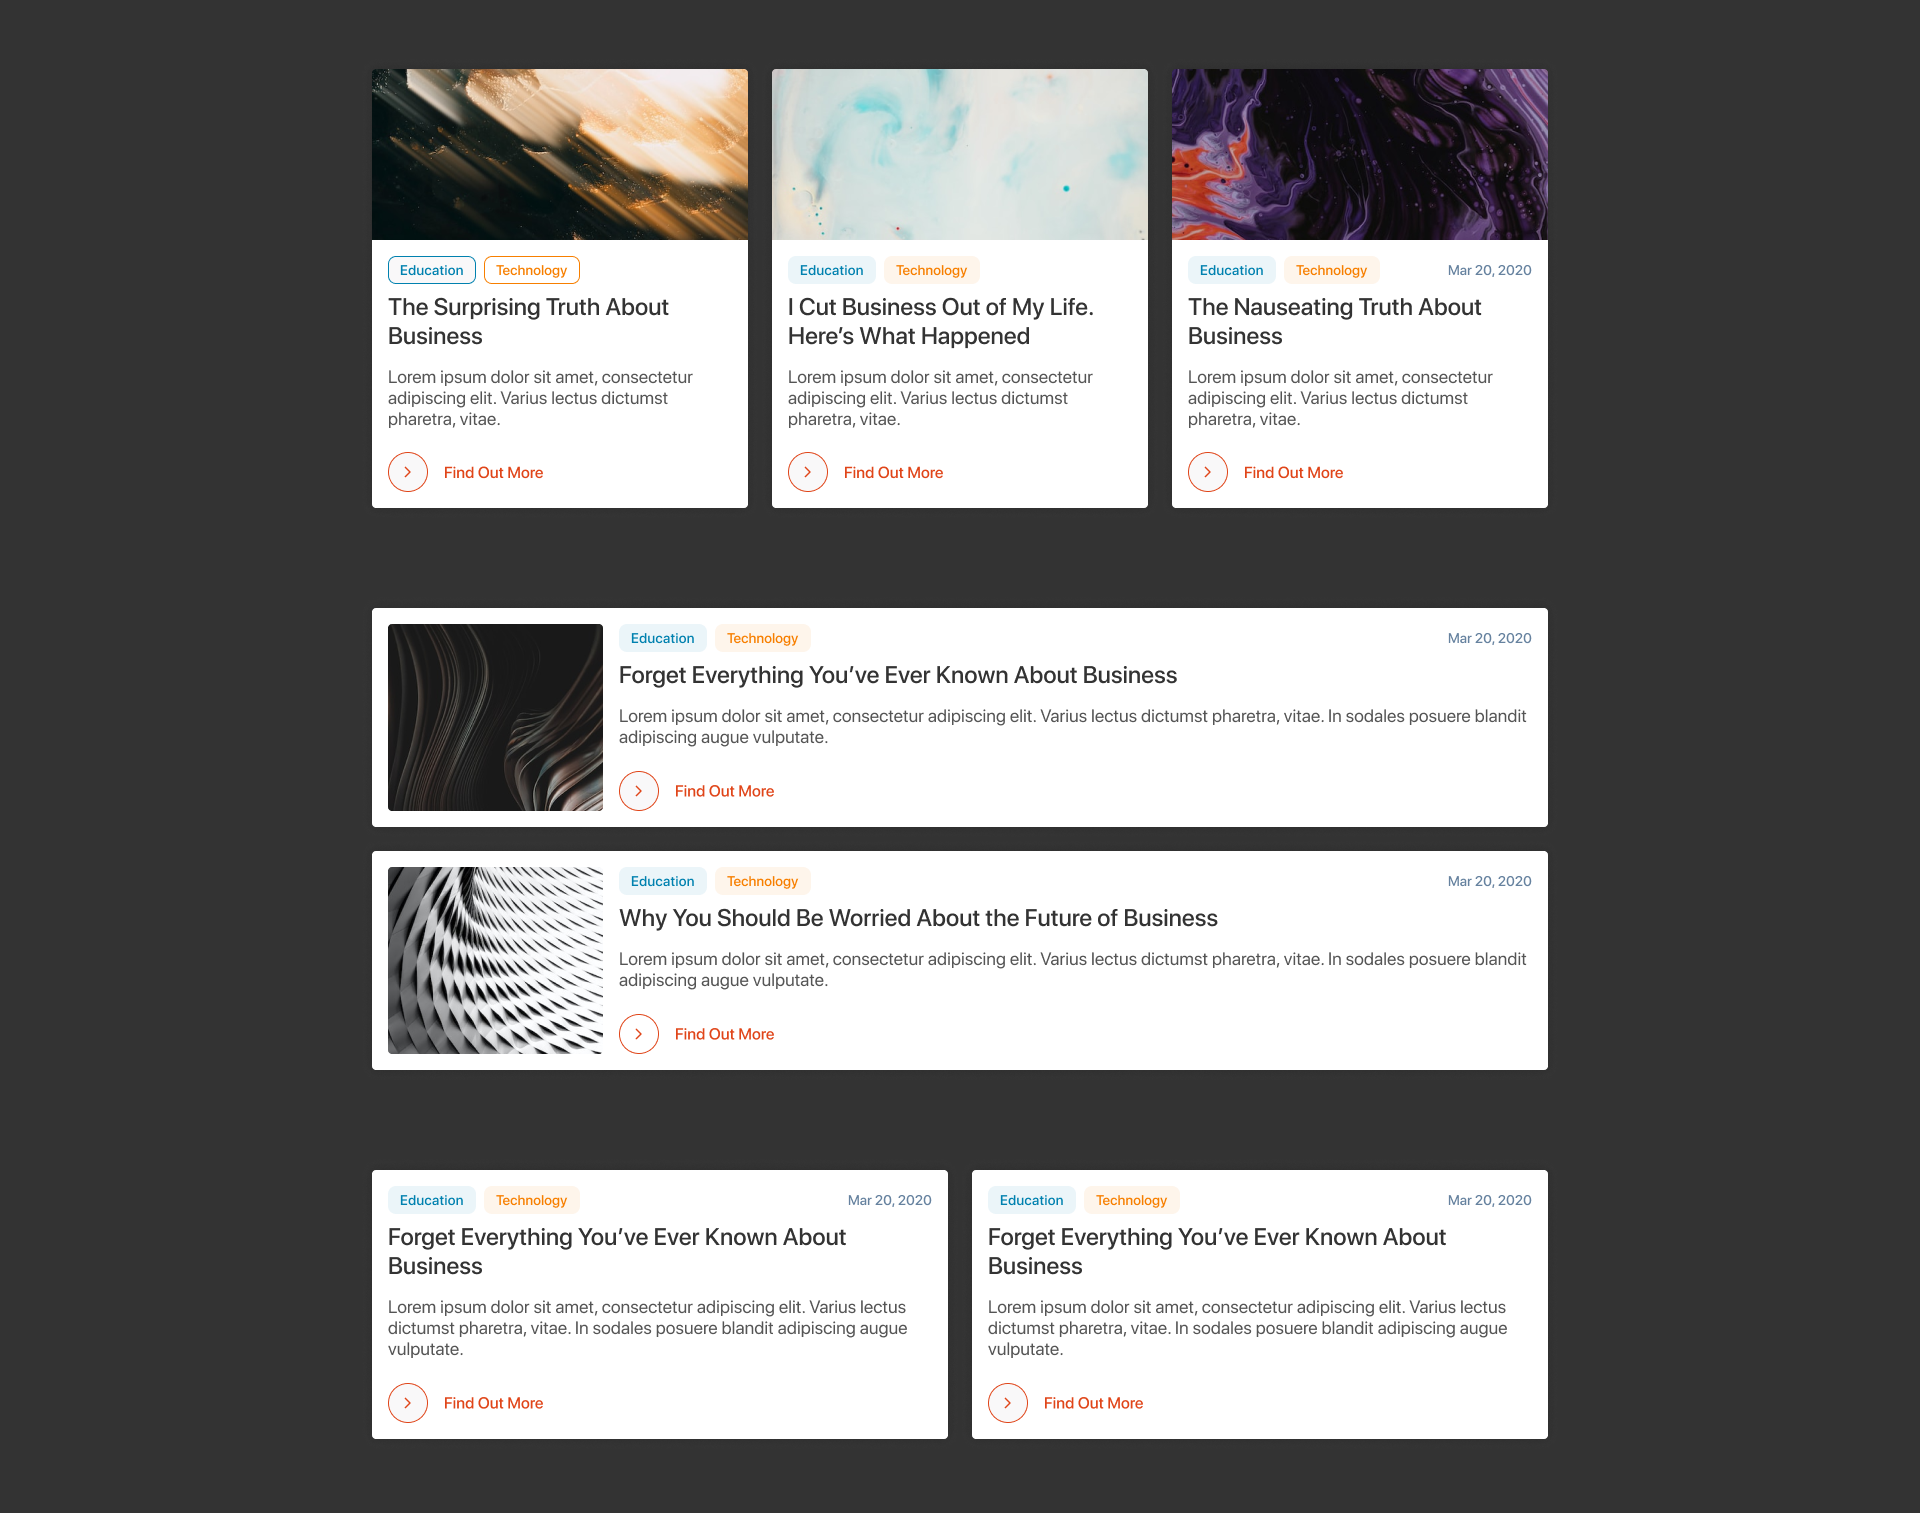 Education Technology
The Surprising Truth About
Business
Lorem ipsum dolor sit amet, consectetur
adipiscing elit. Varius lectus dictumst
pharetra, vitae.
Find Out More
Education Technology
I Cut Business Out of My Life.
Here’s What Happened
Lorem ipsum dolor sit amet, consectetur
adipiscing elit. Varius lectus dictumst
pharetra, vitae.
Find Out More
Education Technology Mar 20, 2020
The Nauseating Truth About
Business
Lorem ipsum dolor sit amet, consectetur
adipiscing elit. Varius lectus dictumst
pharetra, vitae.
Find Out More
Education Technology Mar 20, 2020
Forget Everything You’ve Ever Known About Business
Lorem ipsum dolor sit amet, consectetur adipiscing elit. Varius lectus dictumst pharetra, vitae. In sodales posuere blandit
adipiscing augue vulputate.
Find Out More
Education Technology Mar 20, 2020
Why You Should Be Worried About the Future of Business
Lorem ipsum dolor sit amet, consectetur adipiscing elit. Varius lectus dictumst pharetra, vitae. In sodales posuere blandit
adipiscing augue vulputate.
Find Out More
Education Technology Mar 20, 2020
Forget Everything You’ve Ever Known About
Business
Lorem ipsum dolor sit amet, consectetur adipiscing elit. Varius lectus
dictumst pharetra, vitae. In sodales posuere blandit adipiscing augue
vulputate.
Find Out More
Education Technology Mar 20, 2020
Forget Everything You’ve Ever Known About
Business
Lorem ipsum dolor sit amet, consectetur adipiscing elit. Varius lectus
dictumst pharetra, vitae. In sodales posuere blandit adipiscing augue
vulputate.
Find Out More